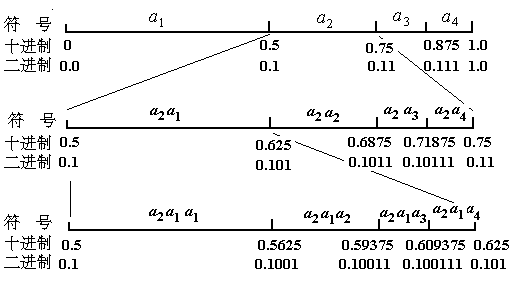 符 号 a₁ a₂ a₃ a₄
十进制 0 0.5 0.75 0.875 1.0
二进制 0.0 0.1 0.11 0.111 1.0
符 号 a₂a₁ a₂a₂ a₂a₃ a₂a₄
十进制 0.5 0.625 0.6875 0.71875 0.75
二进制 0.1 0.101 0.1011 0.10111 0.11
符 号 a₂a₁a₁ a₂a₁a₂ a₂a₁a₃ a₂a₁a₄
十进制 0.5 0.5625 0.59375 0.609375 0.625
二进制 0.1 0.1001 0.10011 0.100111 0.101